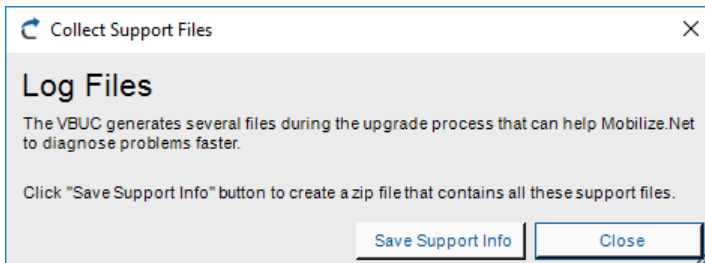 Collect Support Files
Log Files
The VBUC generates several files during the upgrade process that can help Mobilize.Net
to diagnose problems faster.
Click "Save Support Info" button to create a zip file that contains all these support files.
Save Support Info
Close